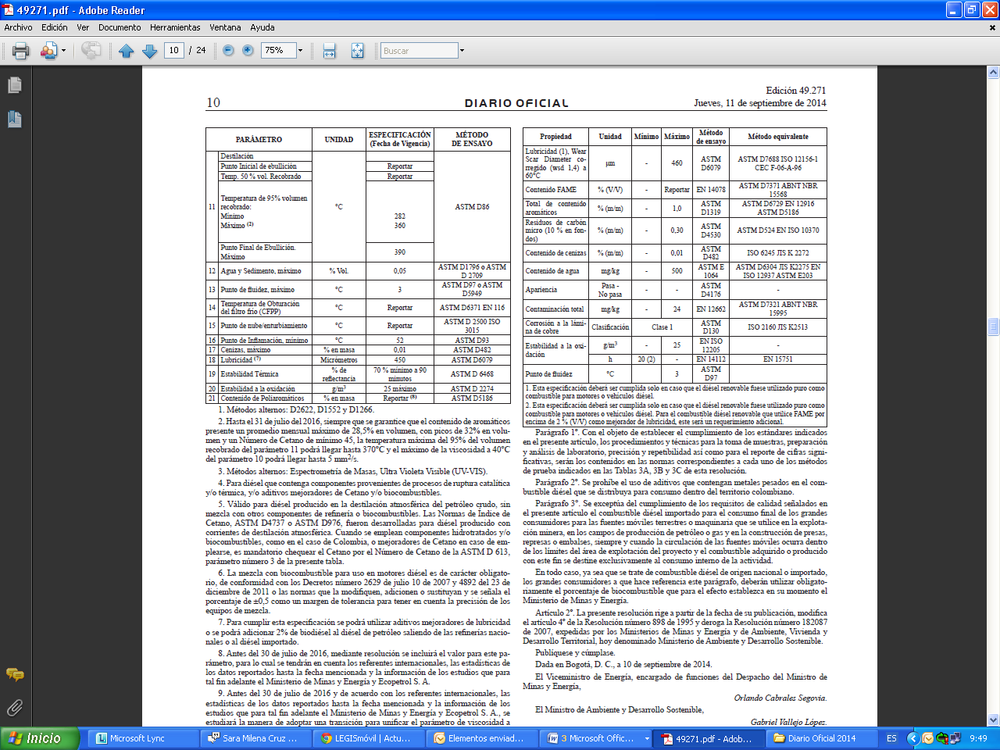 49271.pdf - Adobe Reader
Archivo Edición Ver Documento Herramientas Ventana Ayuda
10 / 24 75% Buscar
Edición 49.271
10 DIARIO OFICIAL Jueves, 11 de septiembre de 2014
PARÁMETRO UNIDAD ESPECIFICACIÓN (Fecha de Vigencia) MÉTODO DE ENSAYO
11 Destilación °C ASTM D86
Punto Inicial de ebullición Reportar
Temp. 50 % vol. Recobrado Reportar
Temperatura de 95% volumen
recobrado:
Mínimo 282
Máximo (2) 360
Punto Final de Ebullición.
Máximo 390
12 Agua y Sedimento, máximo % Vol. 0,05 ASTM D1796 o ASTM D 2709
13 Punto de fluidez, máximo °C 3 ASTM D97 o ASTM D5949
14 Temperatura de Obturación del filtro frío (CFPP) °C Reportar ASTM D6371 EN 116
15 Punto de nube/enturbiamiento °C Reportar ASTM D 2500 ISO 3015
16 Punto de Inflamación, mínimo °C 52 ASTM D93
17 Cenizas, máximo % en masa 0,01 ASTM D482
18 Lubricidad (7) Micrómetros 450 ASTM D6079
19 Estabilidad Térmica % de reflectancia 70 % mínimo a 90 minutos ASTM D 6468
20 Estabilidad a la oxidación g/m3 25 máximo ASTM D 2274
21 Contenido de Poliaromáticos % en masa Reportar (8) ASTM D5186
1. Métodos alternos: D2622, D1552 y D1266.
2. Hasta el 31 de julio del 2016, siempre que se garantice que el contenido de aromáticos
presente un promedio mensual máximo de 28,5% en volumen, con picos de 32% en volu-
men y un Número de Cetano de mínimo 45, la temperatura máxima del 95% del volumen
recobrado del parámetro 11 podrá llegar hasta 370°C y el máximo de la viscosidad a 40°C
del parámetro 10 podrá llegar hasta 5 mm2/s.
3. Métodos alternos: Espectrometría de Masas, Ultra Violeta Visible (UV-VIS).
4. Para diésel que contenga componentes provenientes de procesos de ruptura catalítica
y/o térmica, y/o aditivos mejoradores de Cetano y/o biocombustibles.
5. Válido para diésel producido en la destilación atmosférica del petróleo crudo, sin
mezcla con otros componentes de refinería o biocombustibles. Las Normas de Índice de
Cetano, ASTM D4737 o ASTM D976, fueron desarrolladas para diésel producido con
corrientes de destilación atmosférica. Cuando se emplean componentes hidrotratados y/o
biocombustibles, como en el caso de Colombia, o mejoradores de Cetano en caso de em-
plearse, es mandatorio chequear el Cetano por el Número de Cetano de la ASTM D 613,
parámetro número 3 de la presente tabla.
6. La mezcla con biocombustible para uso en motores diésel es de carácter obligato-
rio, de conformidad con los Decretos número 2629 de julio 10 de 2007 y 4892 del 23 de
diciembre de 2011 o las normas que la modifiquen, adicionen o sustituyan y se señala el
porcentaje de ±0,5 como un margen de tolerancia para tener en cuenta la precisión de los
equipos de mezcla.
7. Para cumplir esta especificación se podrá utilizar aditivos mejoradores de lubricidad
o se podrá adicionar 2% de biodiésel al diésel de petróleo saliendo de las refinerías nacio-
nales o al diésel importado.
8. Antes del 30 de julio de 2016, mediante resolución se incluirá el valor para este pa-
rámetro, para lo cual se tendrán en cuenta los referentes internacionales, las estadísticas de
los datos reportados hasta la fecha mencionada y la información de los estudios que para
tal fin adelante el Ministerio de Minas y Energía y Ecopetrol S. A.
9. Antes del 30 de julio de 2016 y de acuerdo con los referentes internacionales, las
estadísticas de los datos reportados hasta la fecha mencionada y la información de los
estudios que para tal fin adelante el Ministerio de Minas y Energía y Ecopetrol S. A., se
estudiará la manera de adoptar una transición para unificar el parámetro de viscosidad a
Propiedad Unidad Mínimo Máximo Método de ensayo Método equivalente
Lubricidad (1), Wear Scar Diameter co-rregido (wsd 1,4) a 60°C µm - 460 ASTM D6079 ASTM D7688 ISO 12156-1 CEC F-06-A-96
Contenido FAME % (V/V) - Reportar EN 14078 ASTM D7371 ABNT NBR 15568
Total de contenido aromáticos % (m/m) - 1,0 ASTM D1319 ASTM D6729 EN 12916 ASTM D5186
Residuos de carbón micro (10 % en fon-dos) % (m/m) - 0,30 ASTM D4530 ASTM D524 EN ISO 10370
Contenido de cenizas % (m/m) - 0,01 ASTM D482 ISO 6245 JIS K 2272
Contenido de agua mg/kg - 500 ASTM E 1064 ASTM D6304 JIS K2275 EN ISO 12937 ASTM E203
Apariencia Pasa - No pasa - - ASTM D4176 -
Contaminación total mg/kg - 24 EN 12662 ASTM D7321 ABNT NBR 15995
Corrosión a la lámi-na de cobre Clasificación Clase 1 ASTM D130 ISO 2160 JIS K2513
Estabilidad a la oxi-dación g/m3 - 25 EN ISO 12205 -
h 20 (2) - EN 14112 EN 15751
Punto de fluidez °C 3 ASTM D97
1. Esta especificación deberá ser cumplida solo en caso que el diésel renovable fuese utilizado puro como
combustible para motores o vehículos diésel.
2. Esta especificación deberá ser cumplida solo en caso que el diésel renovable fuese utilizado puro como
combustible para motores o vehículos diésel. Para el combustible diésel renovable que utilice FAME por
encima de 2 % (V/V) como mejorador de lubricidad, este será un requerimiento adicional.
Parágrafo 1°. Con el objeto de establecer el cumplimiento de los estándares indicados
en el presente artículo, los procedimientos y técnicas para la toma de muestras, preparación
y análisis de laboratorio, precisión y repetibilidad así como para el reporte de cifras signi-
ficativas, serán los contenidos en las normas correspondientes a cada uno de los métodos
de prueba indicados en las Tablas 3A, 3B y 3C de esta resolución.
Parágrafo 2°. Se prohíbe el uso de aditivos que contengan metales pesados en el com-
bustible diésel que se distribuya para consumo dentro del territorio colombiano.
Parágrafo 3°. Se exceptúa del cumplimiento de los requisitos de calidad señalados en
el presente artículo el combustible diésel importado para el consumo final de los grandes
consumidores para las fuentes móviles terrestres o maquinaria que se utilice en la explota-
ción minera, en los campos de producción de petróleo o gas y en la construcción de presas,
represas o embalses, siempre y cuando la circulación de las fuentes móviles ocurra dentro
de los límites del área de explotación del proyecto y el combustible adquirido o producido
con este fin se destine exclusivamente al consumo interno de la actividad.
En todo caso, ya sea que se trate de combustible diésel de origen nacional o importado,
los grandes consumidores a que hace referencia este parágrafo, deberán utilizar obligato-
riamente el porcentaje de biocombustible que para el efecto establezca en su momento el
Ministerio de Minas y Energía.
Artículo 2°. La presente resolución rige a partir de la fecha de su publicación, modifica
el artículo 4° de la Resolución número 898 de 1995 y deroga la Resolución número 182087
de 2007, expedidas por los Ministerios de Minas y Energía y de Ambiente, Vivienda y
Desarrollo Territorial, hoy denominado Ministerio de Ambiente y Desarrollo Sostenible.
Publíquese y cúmplase.
Dada en Bogotá, D. C., a 10 de septiembre de 2014.
El Viceministro de Energía, encargado de funciones del Despacho del Ministro de
Minas y Energía,
Orlando Cabrales Segovia.
El Ministro de Ambiente y Desarrollo Sostenible,
Gabriel Vallejo López.
Inicio Microsoft Lync Sara Milena Cruz ... LEGISmóvil | Actu... Elementos enviad... 3 Microsoft Offic... 49271.pdf - Adob... Diario Oficial 2014 ES 9:49